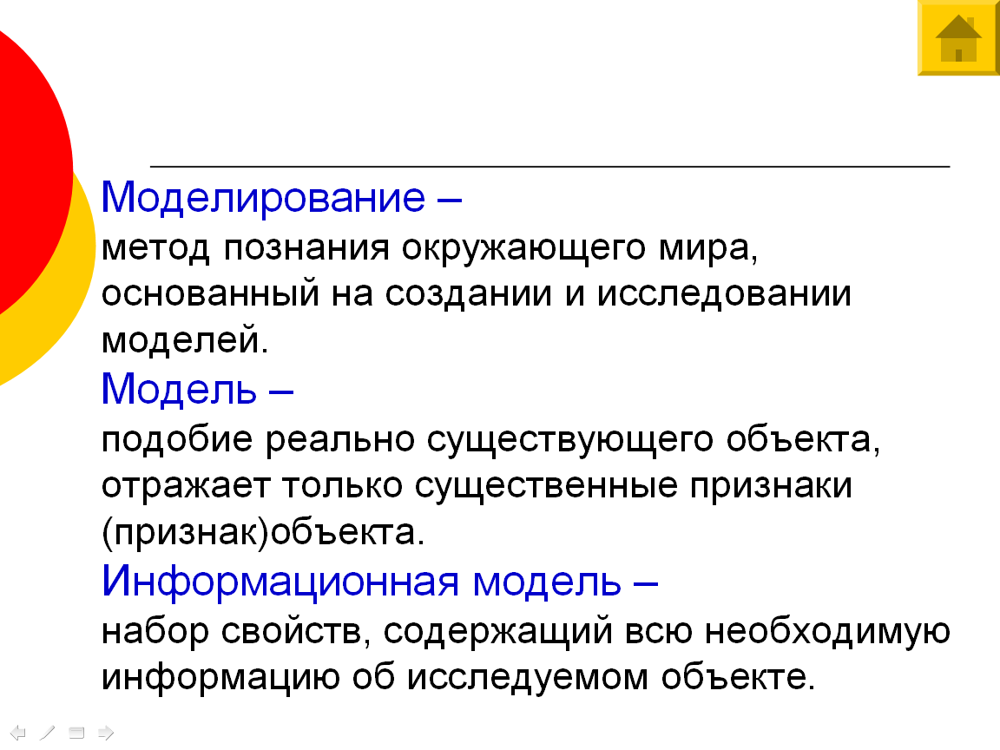 Моделирование –
метод познания окружающего мира,
основанный на создании и исследовании
моделей.
Модель –
подобие реально существующего объекта,
отражает только существенные признаки
(признак)объекта.
Информационная модель –
набор свойств, содержащий всю необходимую
информацию об исследуемом объекте.